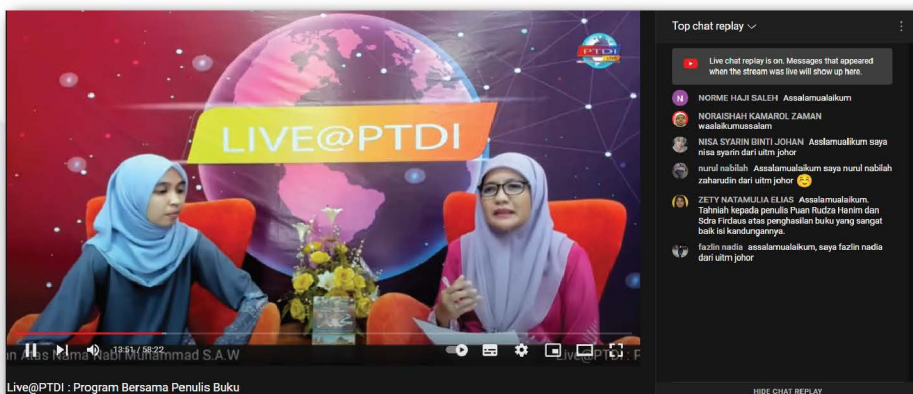 PTDI
LIVE
LIVE@PTDI
13:51 / 58:22
Atas Nama Nabi Muhammad S.A.W
Live@PTDI : P
Live@PTDI : Program Bersama Penulis Buku
Top chat replay
Live chat replay is on. Messages that appeared
when the stream was live will show up here.
N
NORME HAJI SALEH Assalamualaikum
NORAISHAH KAMAROL ZAMAN
waalaikumussalam
NISA SYARIN BINTI JOHAN Asslamualikum saya
nisa syarin dari uitm johor
nurul nabilah Assalamualaikum saya nurul nabilah
zaharudin dari uitm johor
ZETY NATAMULIA ELIAS Assalamualaikum.
Tahniah kepada penulis Puan Rudza Hanim dan
Sdra Firdaus atas penghasilan buku yang sangat
baik isi kandungannya.
fazlin nadia assalamualaikum, saya fazlin nadia
dari uitm johor
HIDE CHAT REPLAY